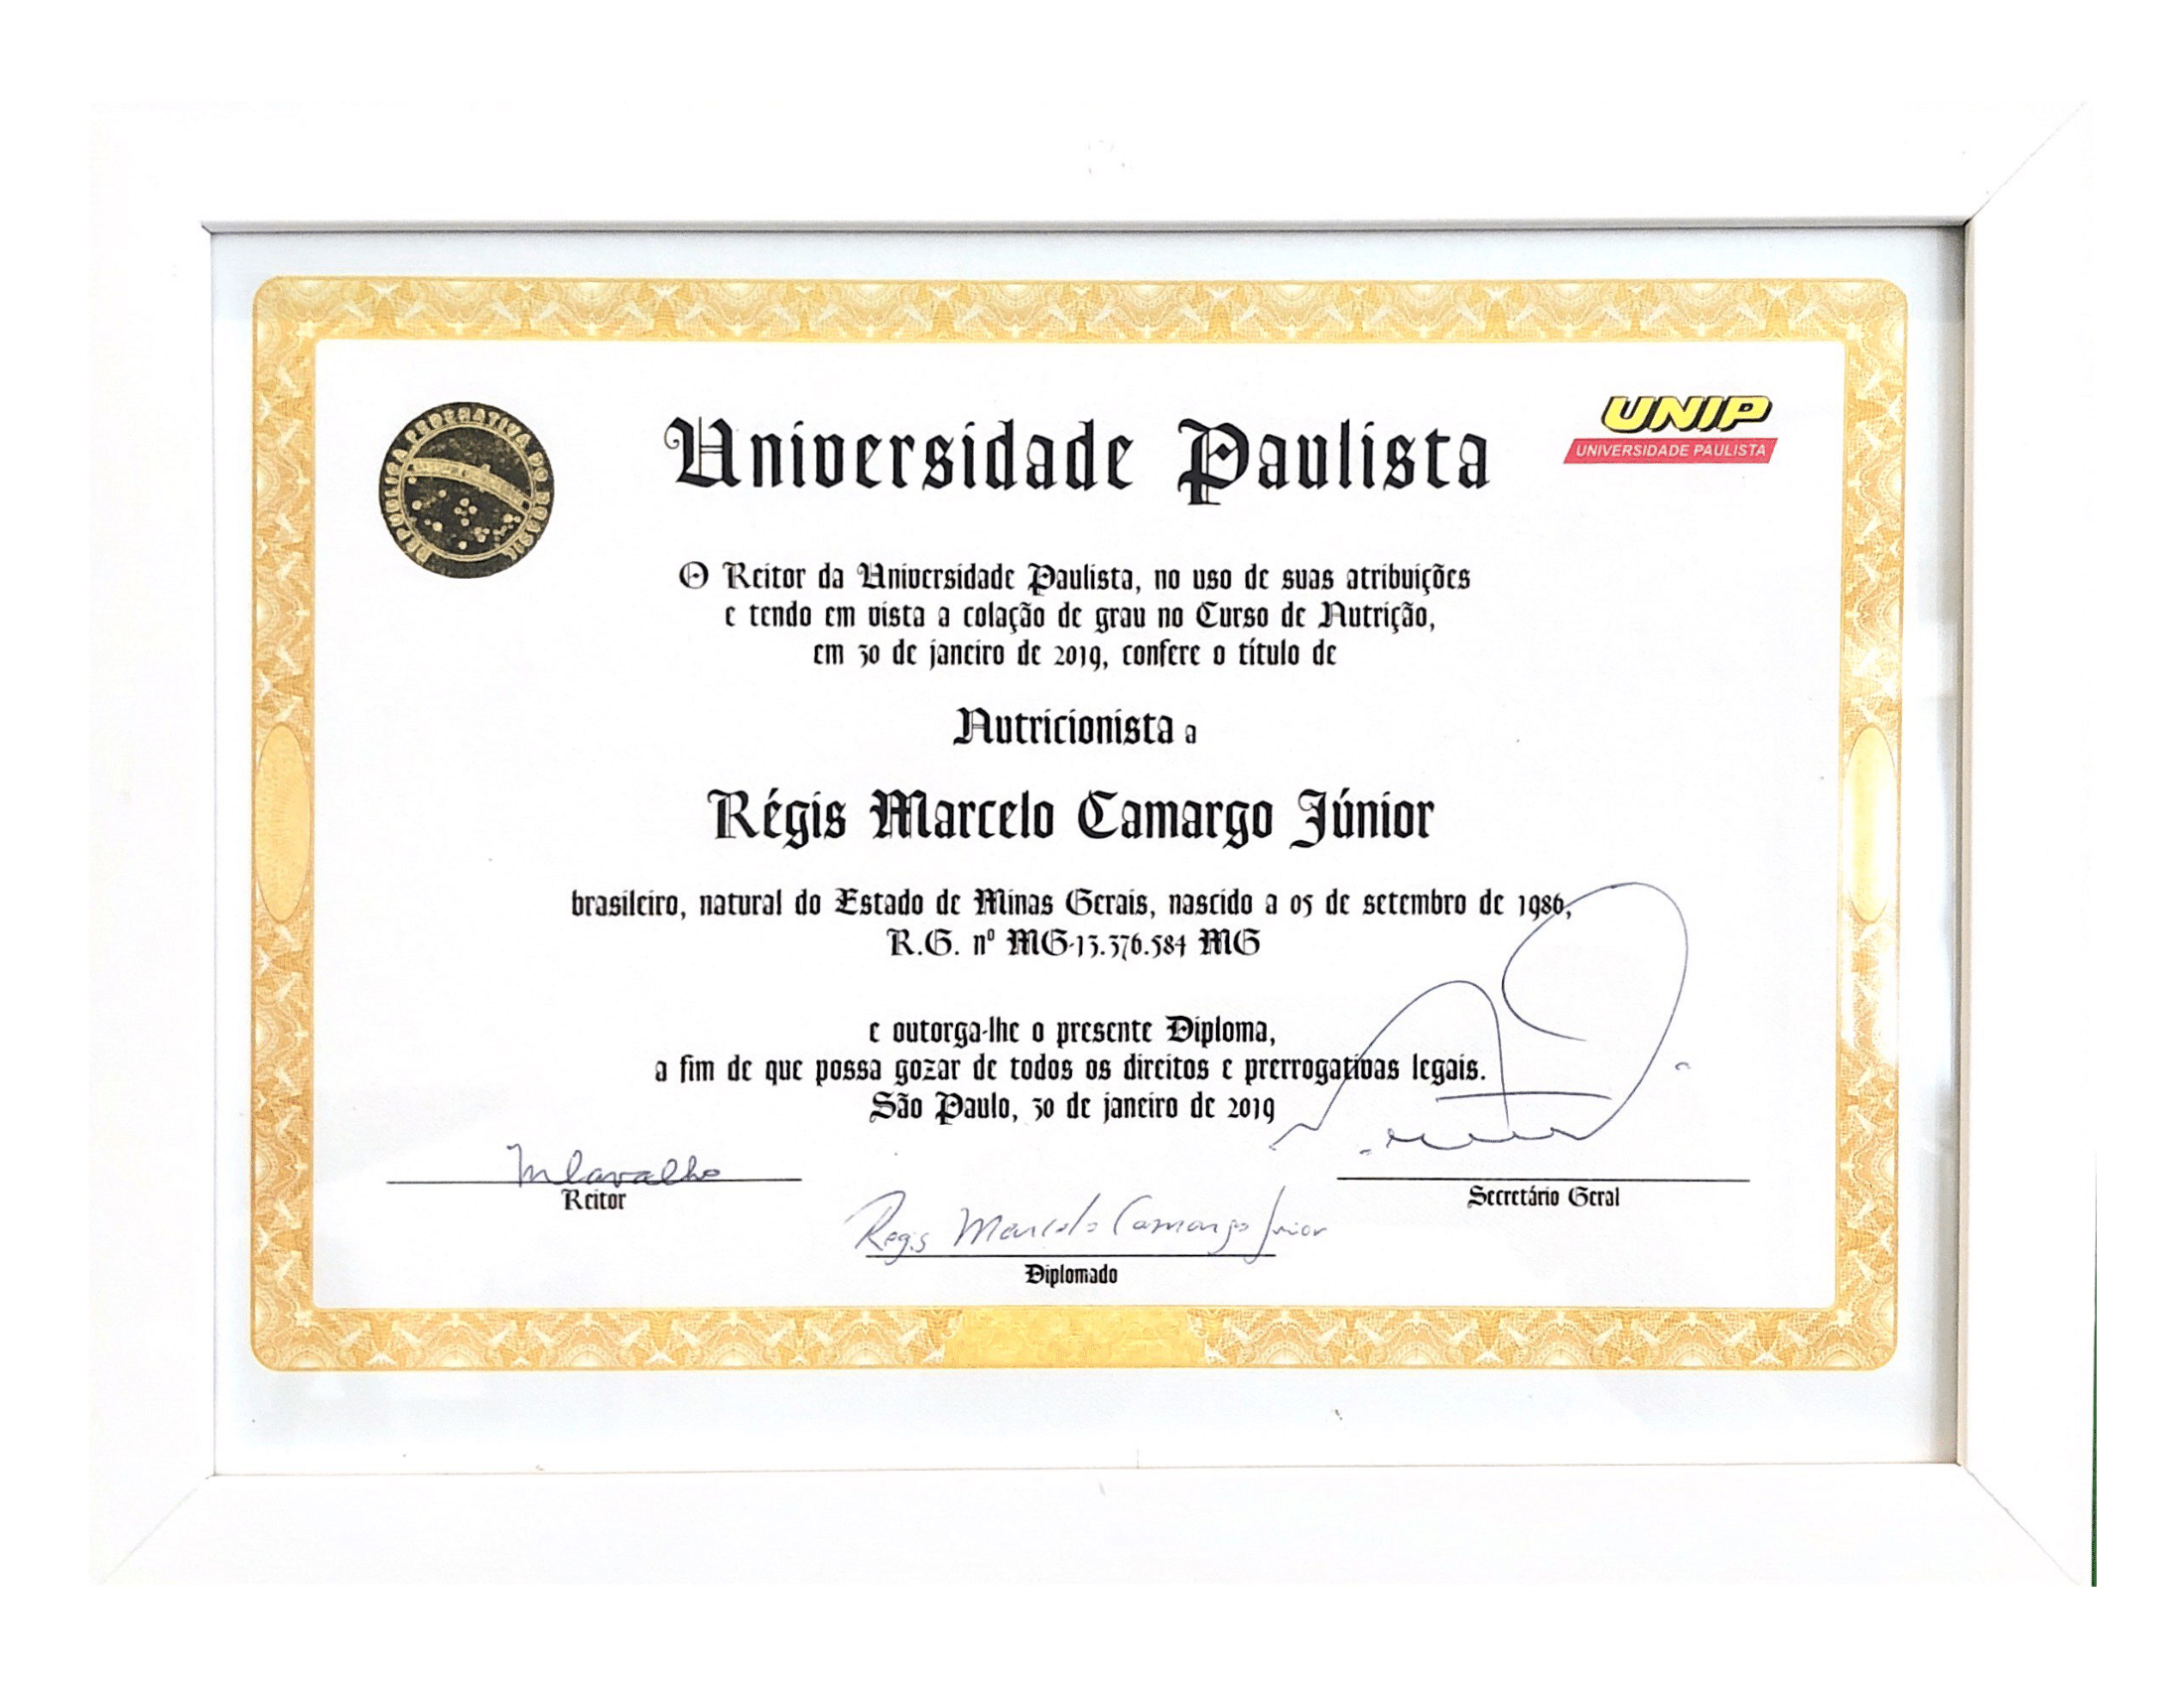 REPÚBLICA FEDERATIVA DO BRASIL
Universidade Paulista
UNIP
UNIVERSIDADE PAULISTA
O Reitor da Universidade Paulista, no uso de suas atribuições
e tendo em vista a colação de grau no Curso de Nutrição,
em 30 de janeiro de 2019, confere o título de
Nutricionista a
Régis Marcelo Camargo Júnior
brasileiro, natural do Estado de Minas Gerais, nascido a 05 de setembro de 1986,
R.G. nº MG-13.376.584 MG
e outorga-lhe o presente Diploma,
a fim de que possa gozar de todos os direitos e prerrogativas legais.
São Paulo, 30 de janeiro de 2019
Reitor
Secretário Geral
Regis Marcelo Camargo Junior
Diplomado